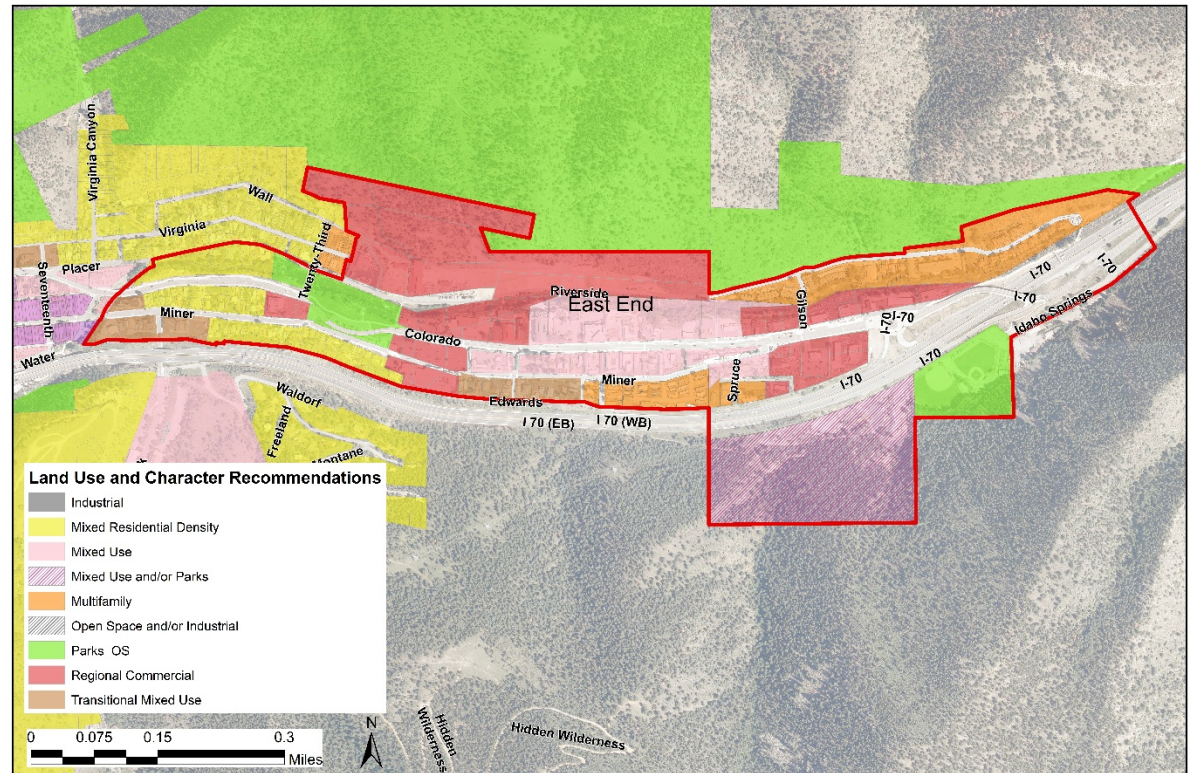 Virginia Canyon
Wall
Virginia
Twenty-Third
Placer
Seventeenth
Riverside
East End
Gilson
I-70
I-70
I-70
I-70
I-70
Idaho Springs
Miner
Colorado
Water
I-70
I-70
Miner
Spruce
Edwards
Waldorf
I 70 (EB)
I 70 (WB)
Freeland
Montane
Land Use and Character Recommendations
Industrial
Mixed Residential Density
Mixed Use
Mixed Use and/or Parks
Multifamily
Open Space and/or Industrial
Parks OS
Regional Commercial
Transitional Mixed Use
Hidden Wilderness
Hidden Wilderness
N
0 0.075 0.15 0.3
Miles